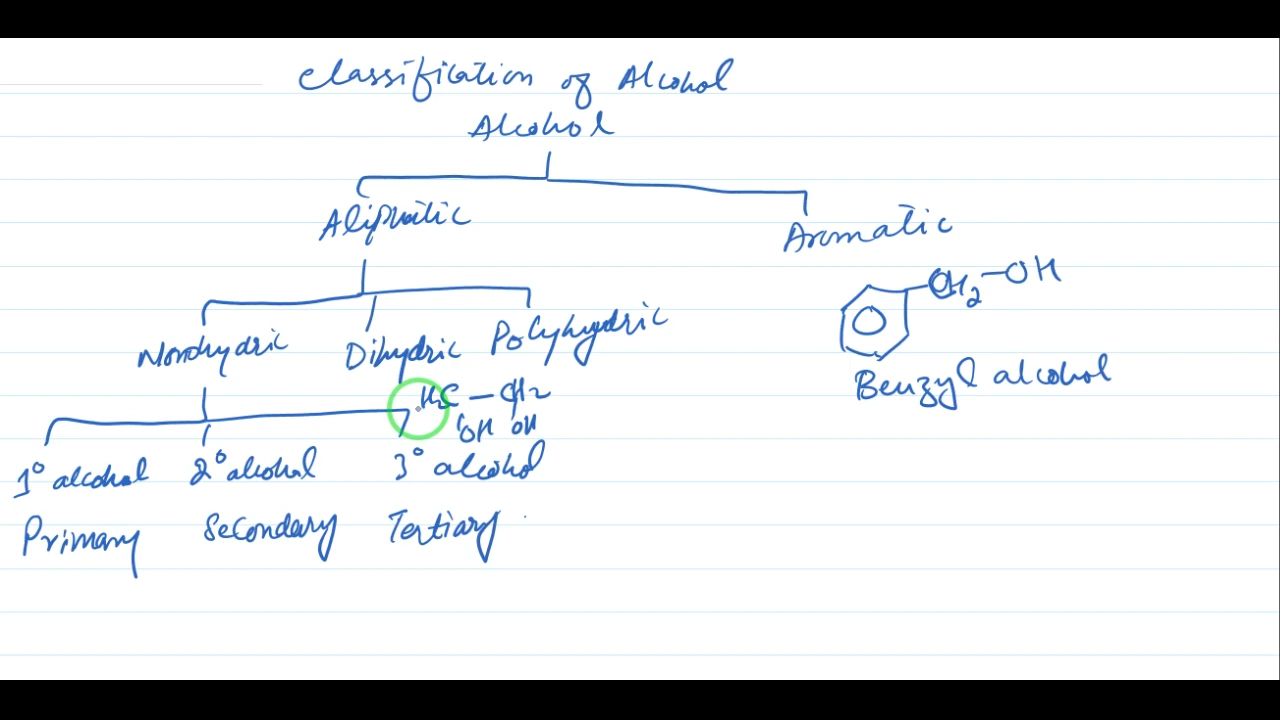 Classification of Alcohol
Alcohol
Aliphatic
Aromatic
CH2-OH
Monohydric Dihydric Polyhydric
Benzyl alcohol
H2C - CH2
OH OH
1° alcohol 2° alcohol 3° alcohol
Primary Secondary Tertiary